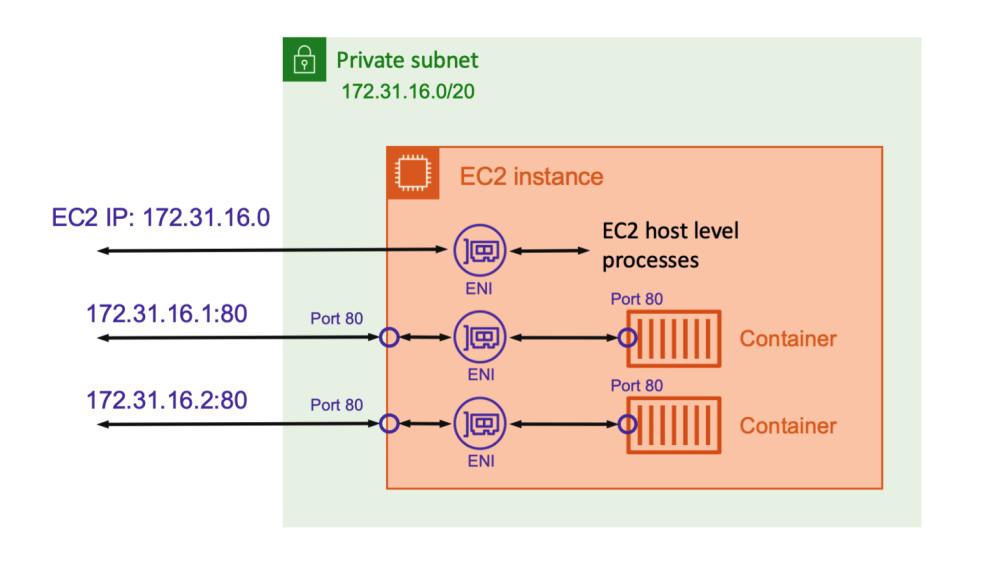 Private subnet
172.31.16.0/20
EC2 instance
EC2 IP: 172.31.16.0
EC2 host level
processes
ENI
172.31.16.1:80
Port 80
Port 80
Container
ENI
172.31.16.2:80
Port 80
Port 80
Container
ENI